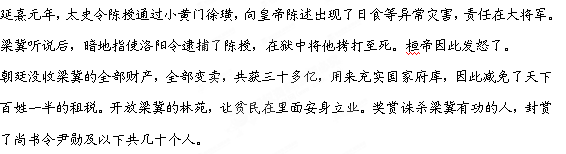 延熹元年，太史令陈授通过小黄门徐璜，向皇帝陈述出现了日食等异常灾害，责任在大将军。
梁冀听说后，暗地指使洛阳令逮捕了陈授，在狱中将他拷打至死。桓帝因此发怒了。
朝廷没收梁冀的全部财产，全部变卖，共获三十多亿，用来充实国家府库，因此减免了天下
百姓一半的租税。开放梁冀的林苑，让贫民在里面安身立业。奖赏诛杀梁冀有功的人，封赏
了尚书令尹勋及以下共几十个人。